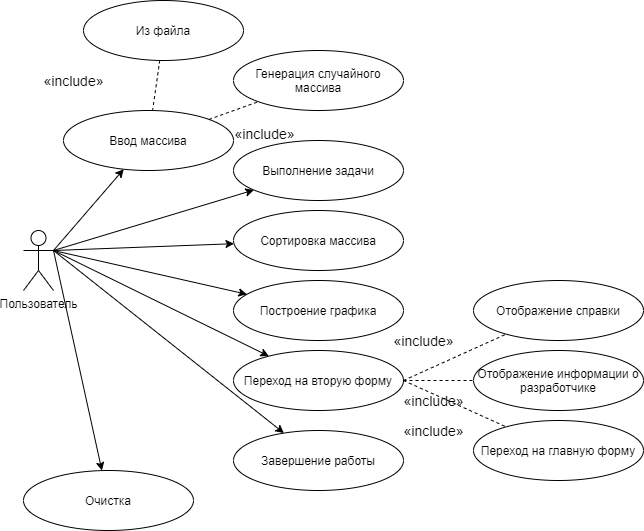 Из файла
«include»
Генерация случайного
массива
Ввод массива
«include»
Выполнение задачи
Сортировка массива
Пользователь
Построение графика
Отображение справки
«include»
Переход на вторую форму
Отображение информации о
разработчике
«include»
«include»
Переход на главную форму
Завершение работы
Очистка